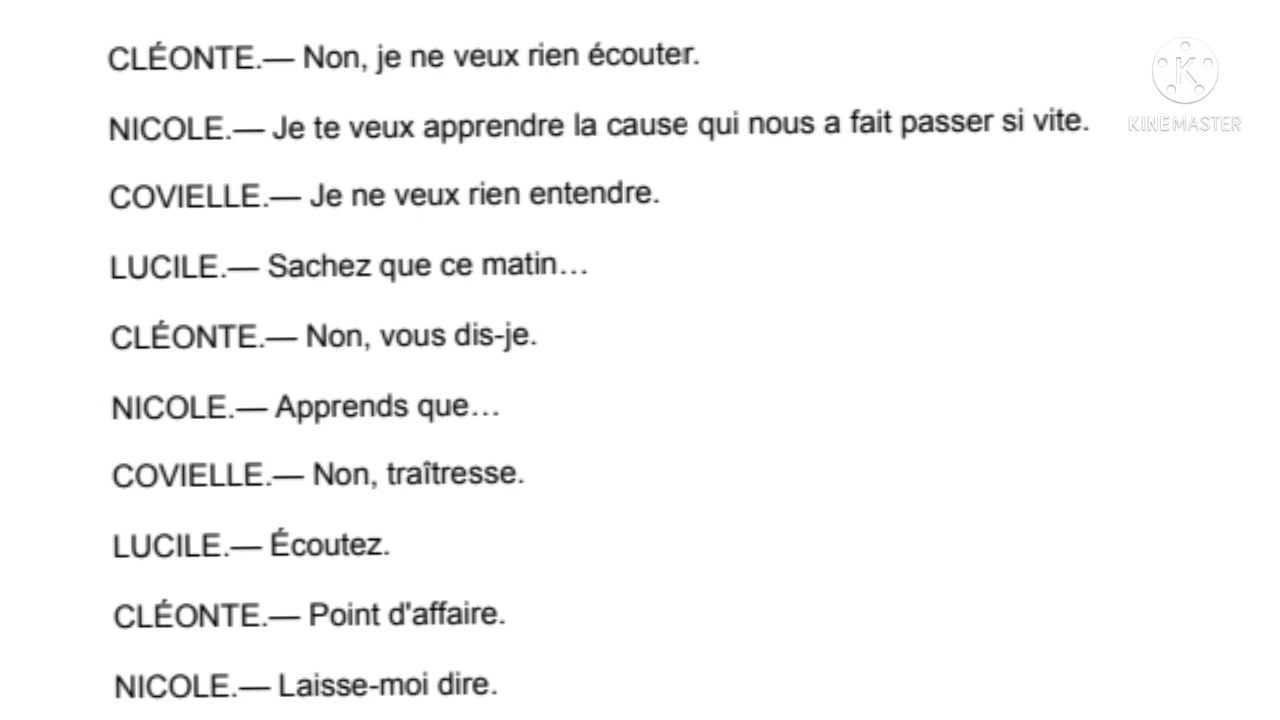 CLÉONTE.— Non, je ne veux rien écouter.
NICOLE.— Je te veux apprendre la cause qui nous a fait passer si vite.
COVIELLE.— Je ne veux rien entendre.
LUCILE.— Sachez que ce matin…
CLÉONTE.— Non, vous dis-je.
NICOLE.— Apprends que…
COVIELLE.— Non, traîtresse.
LUCILE.— Écoutez.
CLÉONTE.— Point d'affaire.
NICOLE.— Laisse-moi dire.
K
KINEMASTER